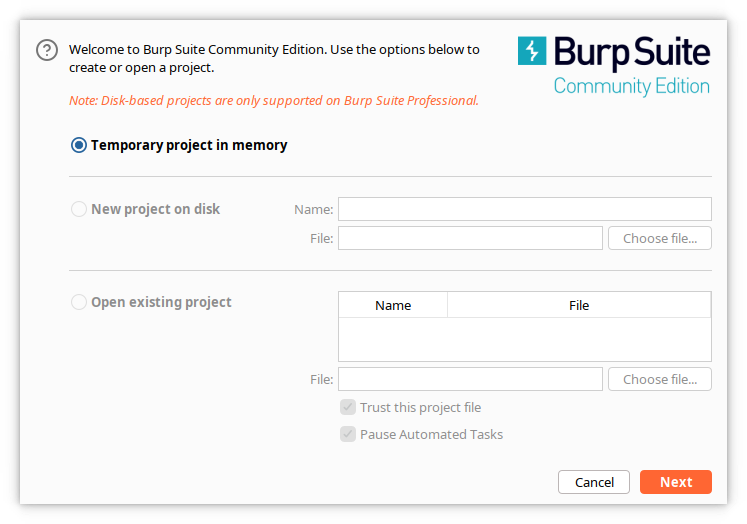 Welcome to Burp Suite Community Edition. Use the options below to
create or open a project.
Note: Disk-based projects are only supported on Burp Suite Professional.
Burp Suite
Community Edition
Temporary project in memory
New project on disk
Name:
File:
Choose file...
Open existing project
Name
File
File:
Choose file...
Trust this project file
Pause Automated Tasks
Cancel
Next